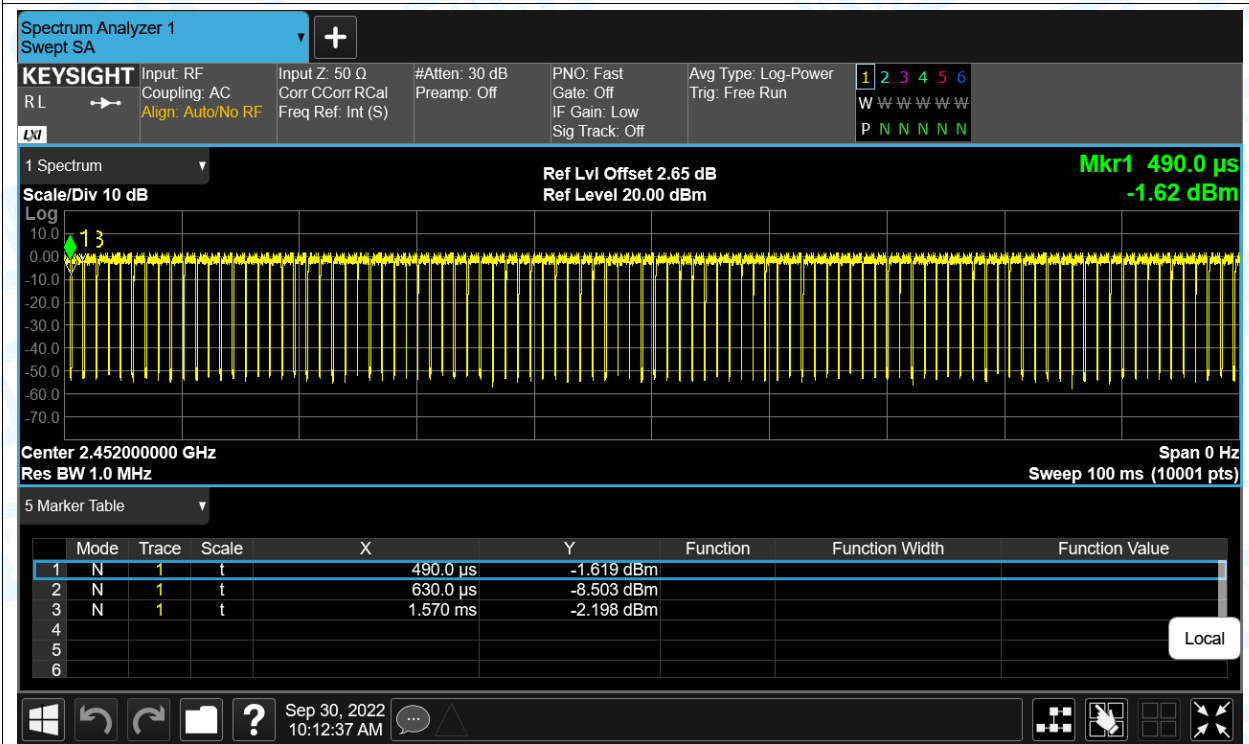 Spectrum Analyzer 1
Swept SA
KEYSIGHT Input: RF Input Z: 50 Ω #Atten: 30 dB PNO: Fast Avg Type: Log-Power 1 2 3 4 5 6
R L Coupling: AC Corr CCorr RCal Preamp: Off Gate: Off Trig: Free Run W W W W W W
Align: Auto/No RF Freq Ref: Int (S) IF Gain: Low
LXI Sig Track: Off P N N N N N
1 Spectrum Ref Lvl Offset 2.65 dB Mkr1 490.0 µs
Scale/Div 10 dB Ref Level 20.00 dBm -1.62 dBm
Log
10.0 1 3
0.00
-10.0
-20.0
-30.0
-40.0
-50.0
-60.0
-70.0
Center 2.452000000 GHz Span 0 Hz
Res BW 1.0 MHz Sweep 100 ms (10001 pts)
5 Marker Table
Mode Trace Scale X Y Function Function Width Function Value
1 N 1 t 490.0 µs -1.619 dBm
2 N 1 t 630.0 µs -8.503 dBm
3 N 1 t 1.570 ms -2.198 dBm
4
5
6
Local
? Sep 30, 2022
10:12:37 AM